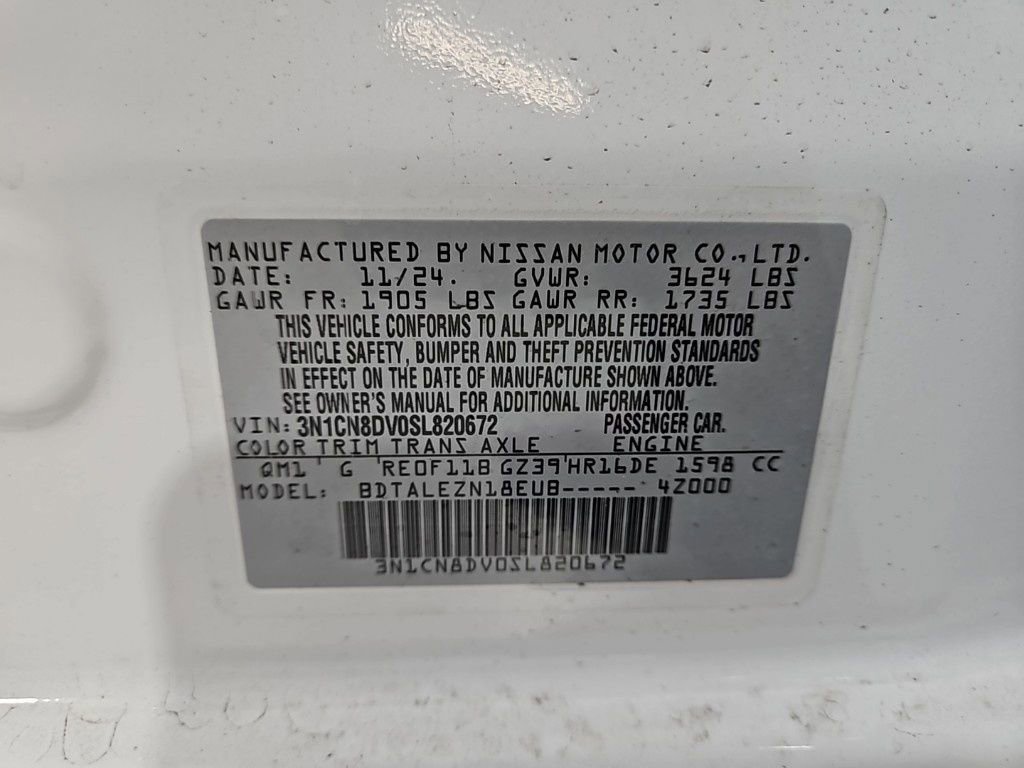 MANUFACTURED BY NISSAN MOTOR CO.,LTD.
DATE: 11/24. GVWR: 3624 LBS
GAWR FR: 1905 LBS GAWR RR: 1735 LBS
THIS VEHICLE CONFORMS TO ALL APPLICABLE FEDERAL MOTOR
VEHICLE SAFETY, BUMPER AND THEFT PREVENTION STANDARDS
IN EFFECT ON THE DATE OF MANUFACTURE SHOWN ABOVE.
SEE OWNER'S MANUAL FOR ADDITIONAL INFORMATION.
VIN: 3N1CN8DV0SL820672 PASSENGER CAR.
COLOR TRIM TRANS AXLE ENGINE
QM1 G RE0F11B GZ39 HR16DE 1598 CC
MODEL: BDTALEZN18EUB----- 4Z000
3N1CN8DV0SL820672